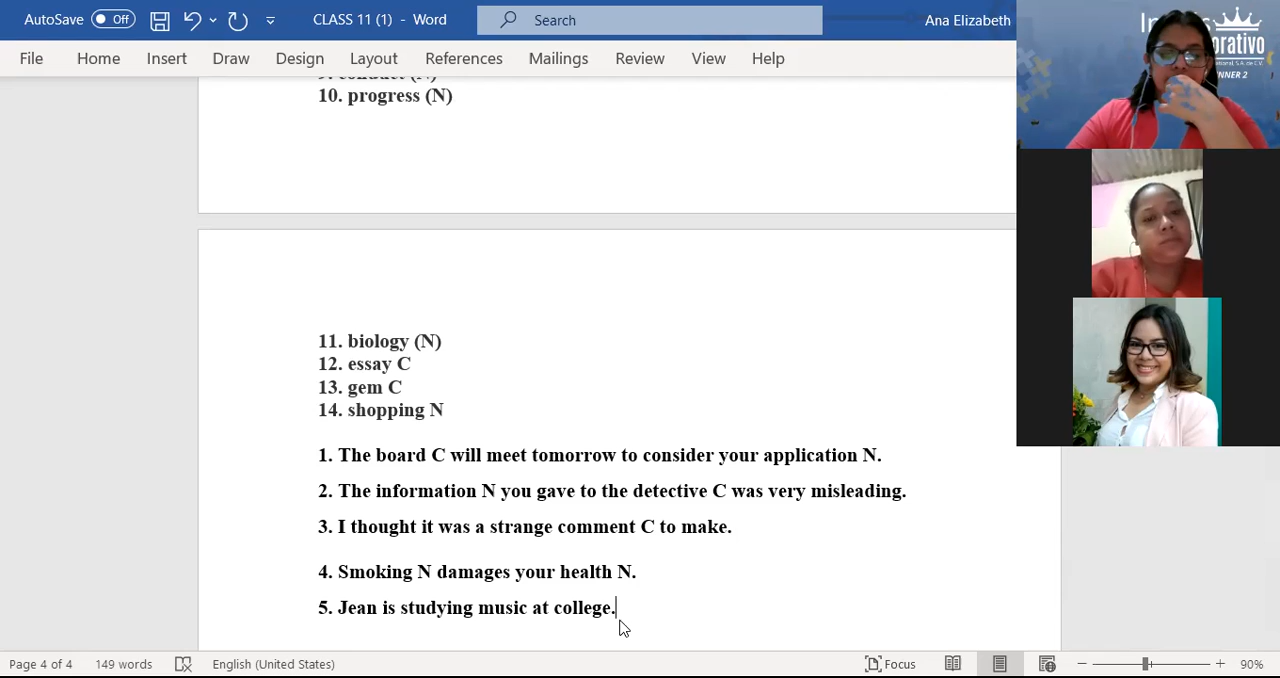 AutoSave Off CLASS 11 (1) - Word Search Ana Elizabeth
File Home Insert Draw Design Layout References Mailings Review View Help
orativo
NNER 2
10. progress (N)
11. biology (N)
12. essay C
13. gem C
14. shopping N
1. The board C will meet tomorrow to consider your application N.
2. The information N you gave to the detective C was very misleading.
3. I thought it was a strange comment C to make.
4. Smoking N damages your health N.
5. Jean is studying music at college.
Page 4 of 4 149 words English (United States) Focus 90%